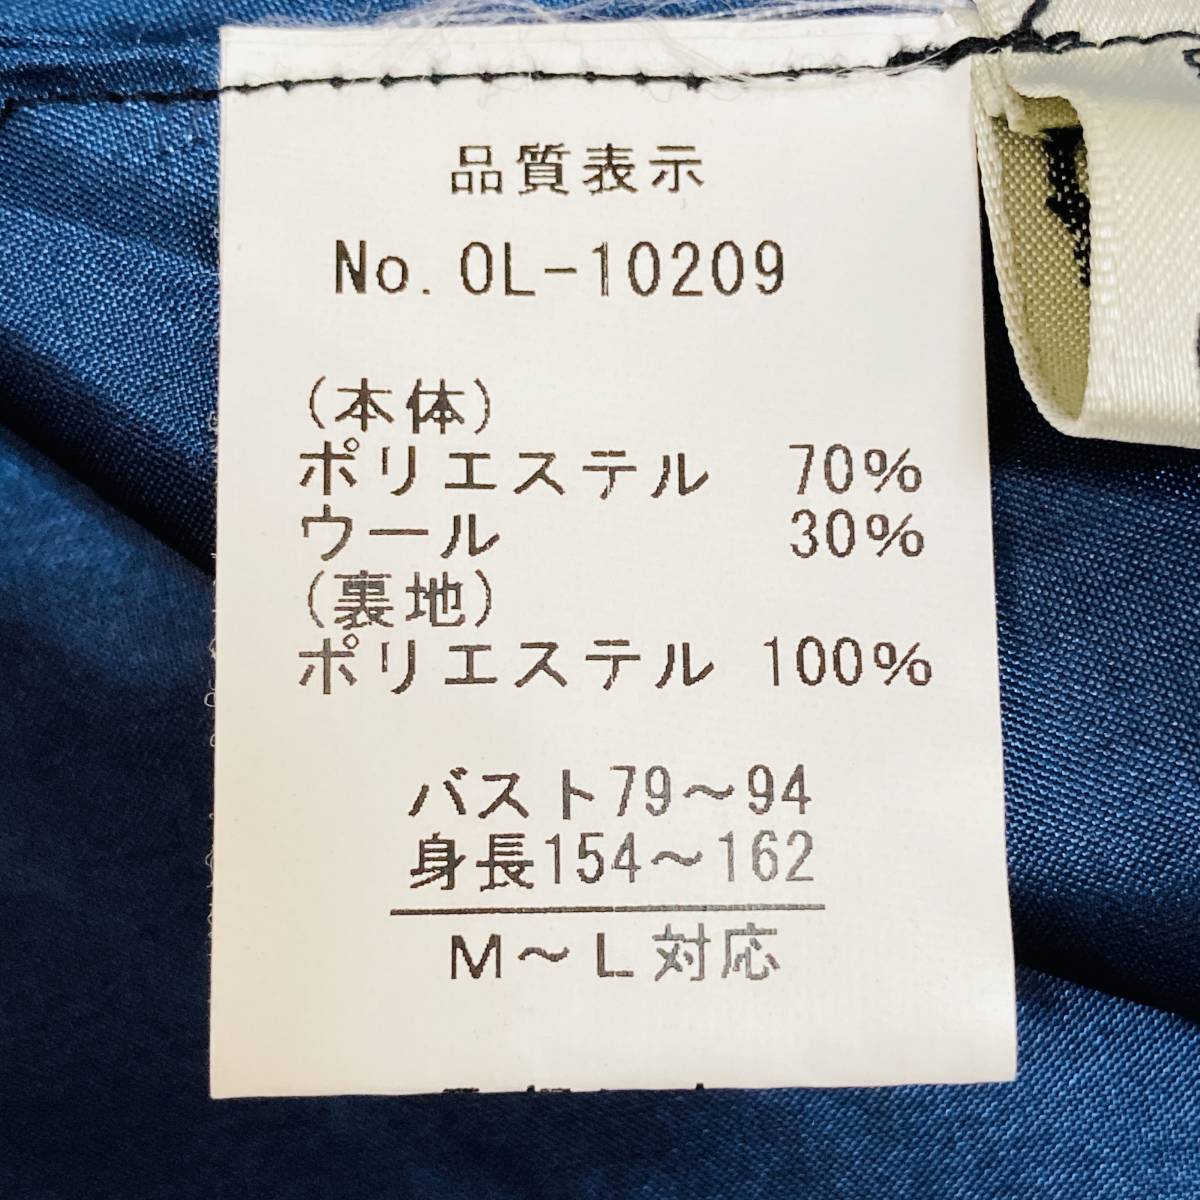 品質表示
No. OL-10209
(本体)
ポリエステル 70%
ウール 30%
(裏地)
ポリエステル 100%
バスト79～94
身長154～162
M～L対応